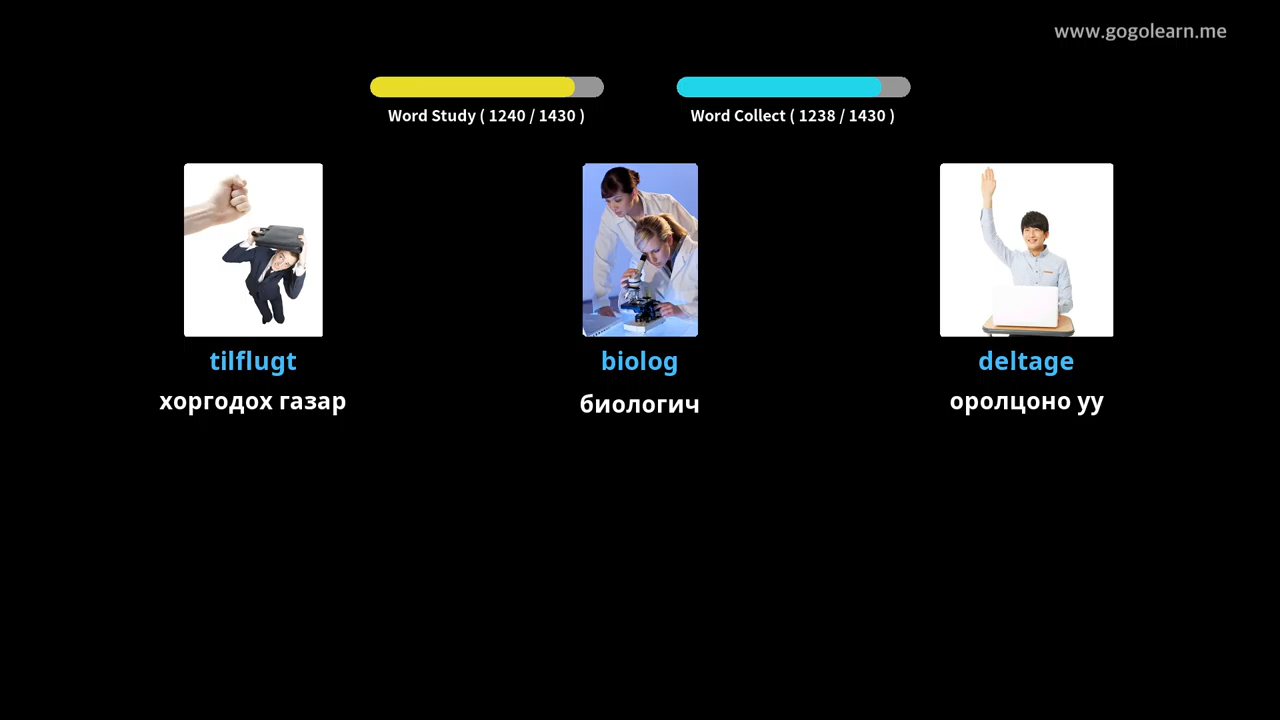 www.gogolearn.me
Word Study ( 1240 / 1430 )
Word Collect ( 1238 / 1430 )
tilflugt
biolog
deltage
хоргодох газар
биологич
оролцоно уу